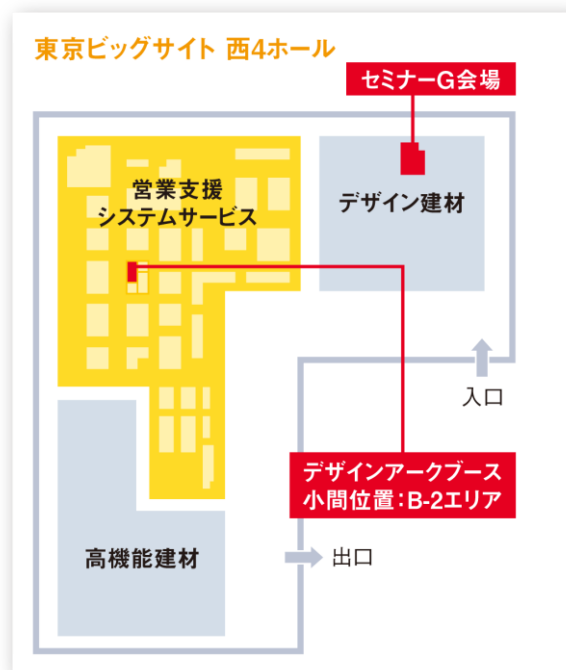 東京ビッグサイト 西4ホール
セミナーG会場
営業支援
システムサービス
デザイン建材
入口
デザインアークブース
小間位置：B-2エリア
高機能建材
出口